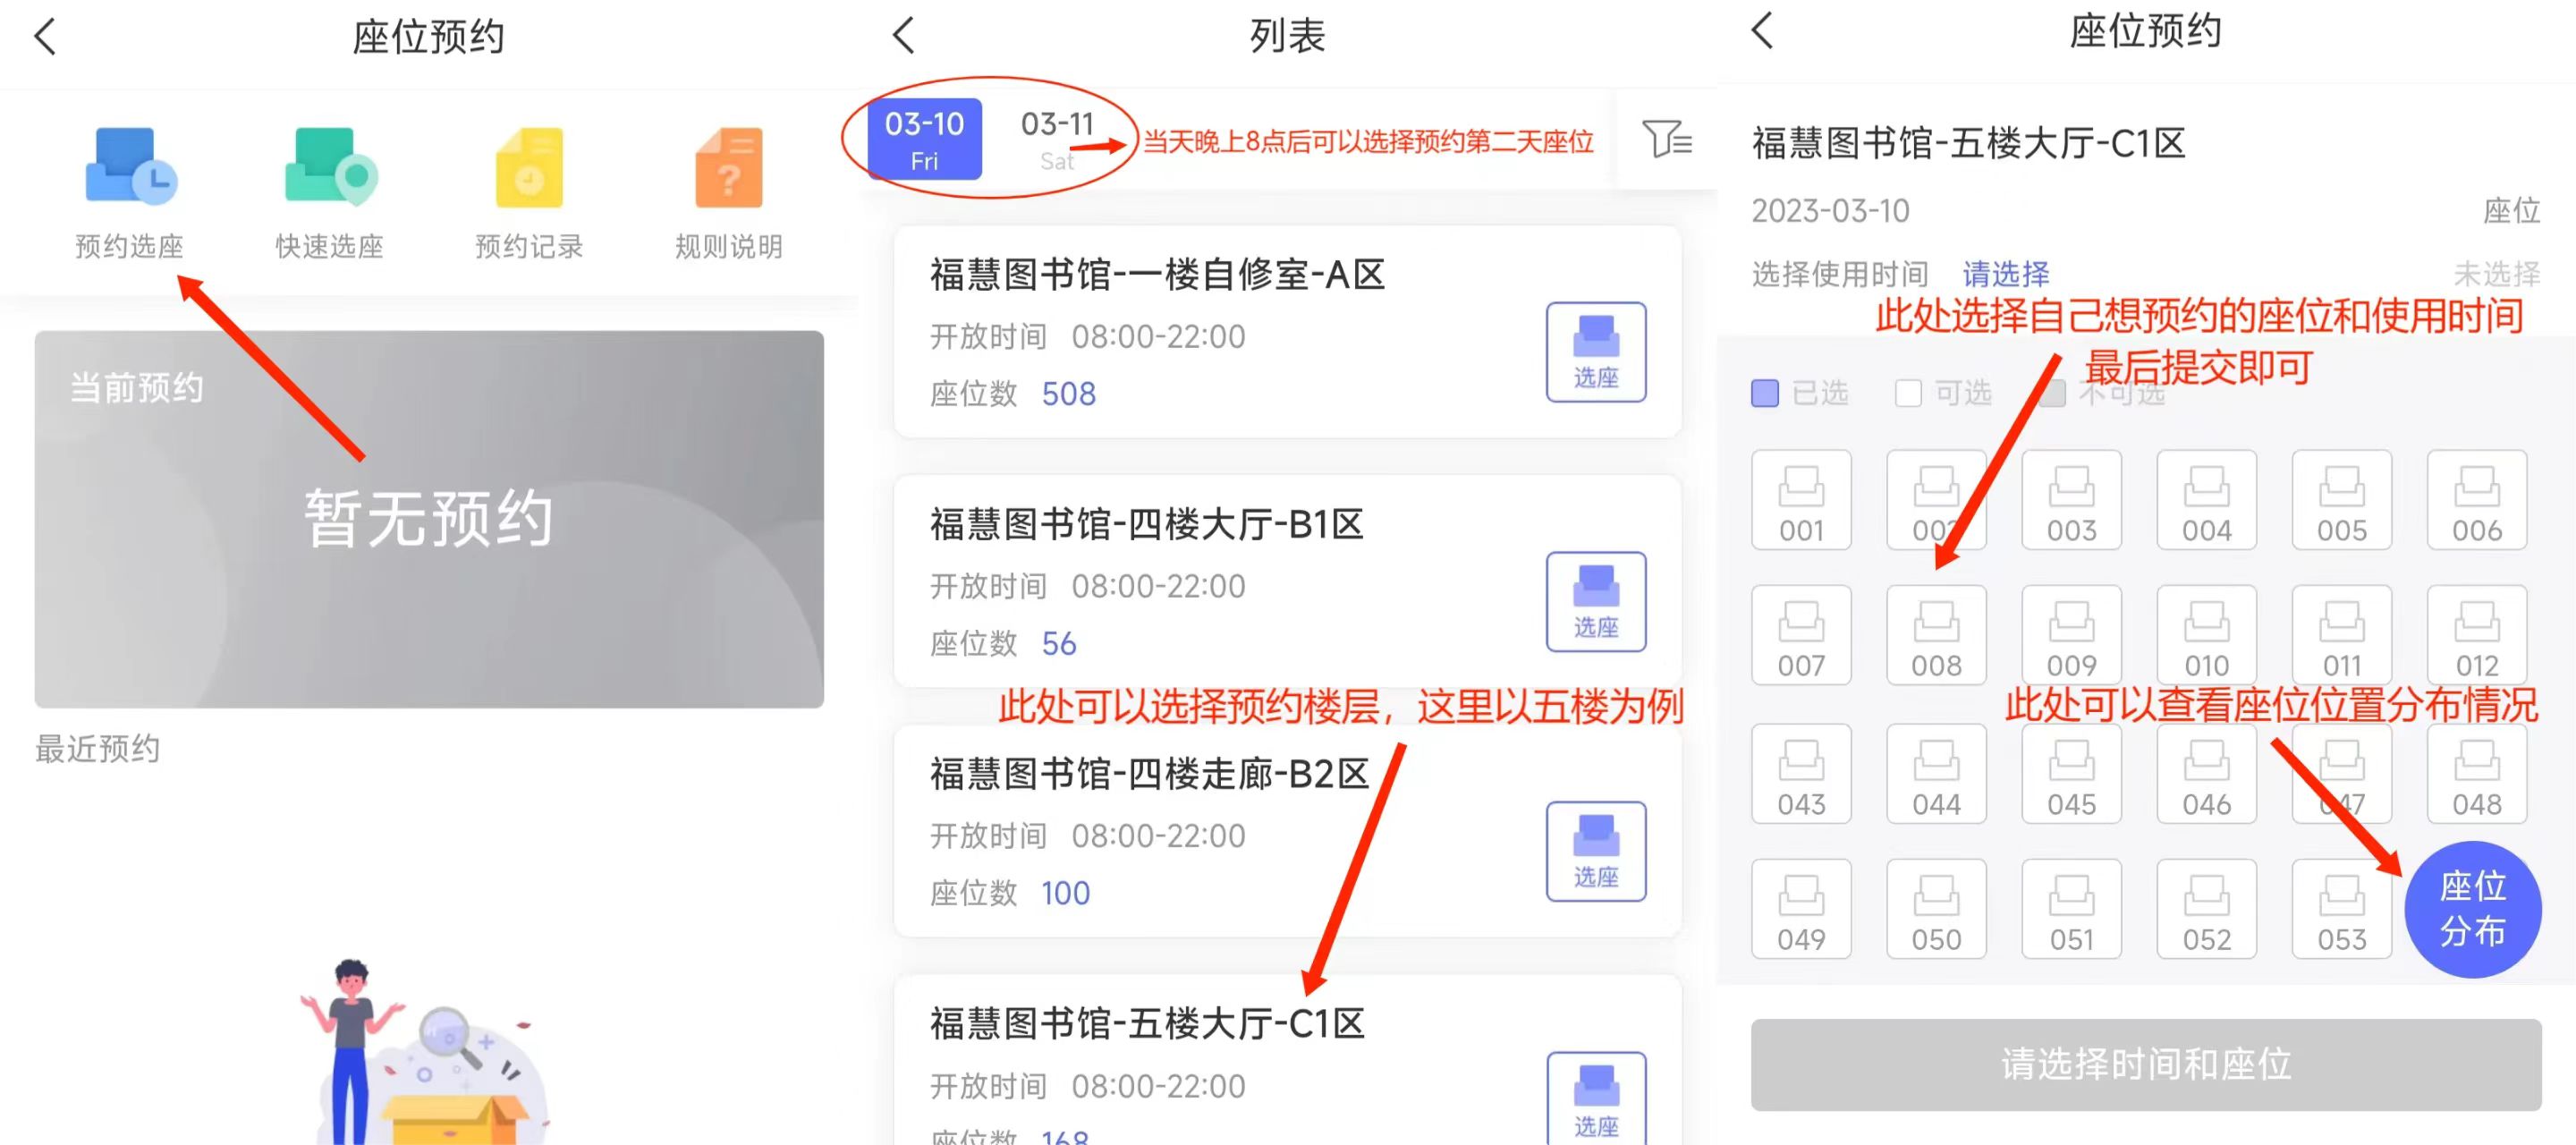 座位预约
预约选座
快速选座
预约记录
规则说明
当前预约
暂无预约
最近预约
列表
03-10
Fri
03-11
Sat
当天晚上8点后可以选择预约第二天座位
福慧图书馆-一楼自修室-A区
开放时间 08:00-22:00
座位数 508
选座
福慧图书馆-四楼大厅-B1区
开放时间 08:00-22:00
座位数 56
选座
此处可以选择预约楼层，这里以五楼为例
福慧图书馆-四楼走廊-B2区
开放时间 08:00-22:00
座位数 100
选座
福慧图书馆-五楼大厅-C1区
开放时间 08:00-22:00
座位数 168
选座
座位预约
福慧图书馆-五楼大厅-C1区
2023-03-10 座位
选择使用时间 请选择 未选择
此处选择自己想预约的座位和使用时间
最后提交即可
已选 可选 不可选
001 002 003 004 005 006
007 008 009 010 011 012
此处可以查看座位位置分布情况
043 044 045 046 047 048
049 050 051 052 053
座位
分布
请选择时间和座位